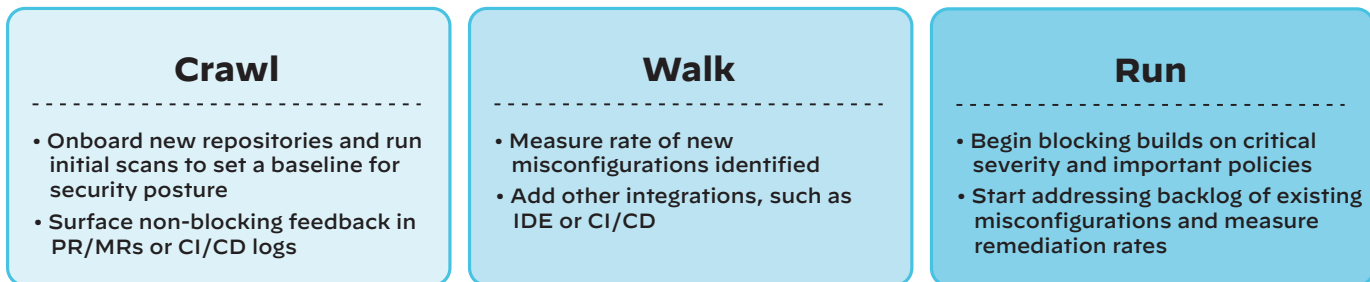 Crawl
• Onboard new repositories and run
initial scans to set a baseline for
security posture
• Surface non-blocking feedback in
PR/MRs or CI/CD logs
Walk
• Measure rate of new
misconfigurations identified
• Add other integrations, such as
IDE or CI/CD
Run
• Begin blocking builds on critical
severity and important policies
• Start addressing backlog of existing
misconfigurations and measure
remediation rates